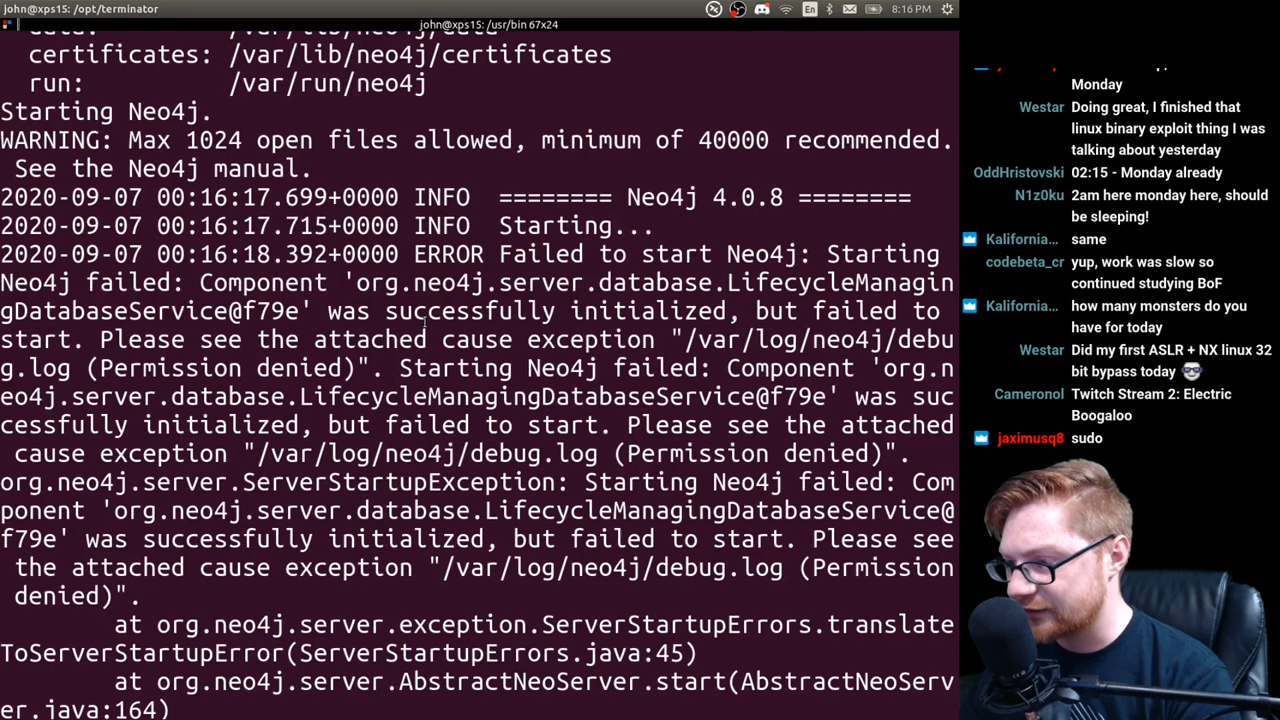 john@xps15: /opt/terminator
En
8:16 PM
john@xps15: /usr/bin 67x24
certificates: /var/lib/neo4j/certificates
run: /var/run/neo4j
Starting Neo4j.
WARNING: Max 1024 open files allowed, minimum of 40000 recommended.
See the Neo4j manual.
2020-09-07 00:16:17.699+0000 INFO ======== Neo4j 4.0.8 ========
2020-09-07 00:16:17.715+0000 INFO Starting...
2020-09-07 00:16:18.392+0000 ERROR Failed to start Neo4j: Starting
Neo4j failed: Component 'org.neo4j.server.database.LifecycleManagin
gDatabaseService@f79e' was successfully initialized, but failed to
start. Please see the attached cause exception "/var/log/neo4j/debu
g.log (Permission denied)". Starting Neo4j failed: Component 'org.n
eo4j.server.database.LifecycleManagingDatabaseService@f79e' was suc
cessfully initialized, but failed to start. Please see the attached
cause exception "/var/log/neo4j/debug.log (Permission denied)".
org.neo4j.server.ServerStartupException: Starting Neo4j failed: Com
ponent 'org.neo4j.server.database.LifecycleManagingDatabaseService@
f79e' was successfully initialized, but failed to start. Please see
the attached cause exception "/var/log/neo4j/debug.log (Permission
denied)".
at org.neo4j.server.exception.ServerStartupErrors.translate
ToServerStartupError(ServerStartupErrors.java:45)
at org.neo4j.server.AbstractNeoServer.start(AbstractNeoServ
er.java:164)
Monday
Westar Doing great, I finished that
linux binary exploit thing I was
talking about yesterday
OddHristovski 02:15 - Monday already
N1z0ku 2am here monday here, should
be sleeping!
Kalifornia... same
codebeta_cr yup, work was slow so
continued studying BoF
Kalifornia... how many monsters do you
have for today
Westar Did my first ASLR + NX linux 32
bit bypass today
Cameronol Twitch Stream 2: Electric
Boogaloo
jaximusq8 sudo